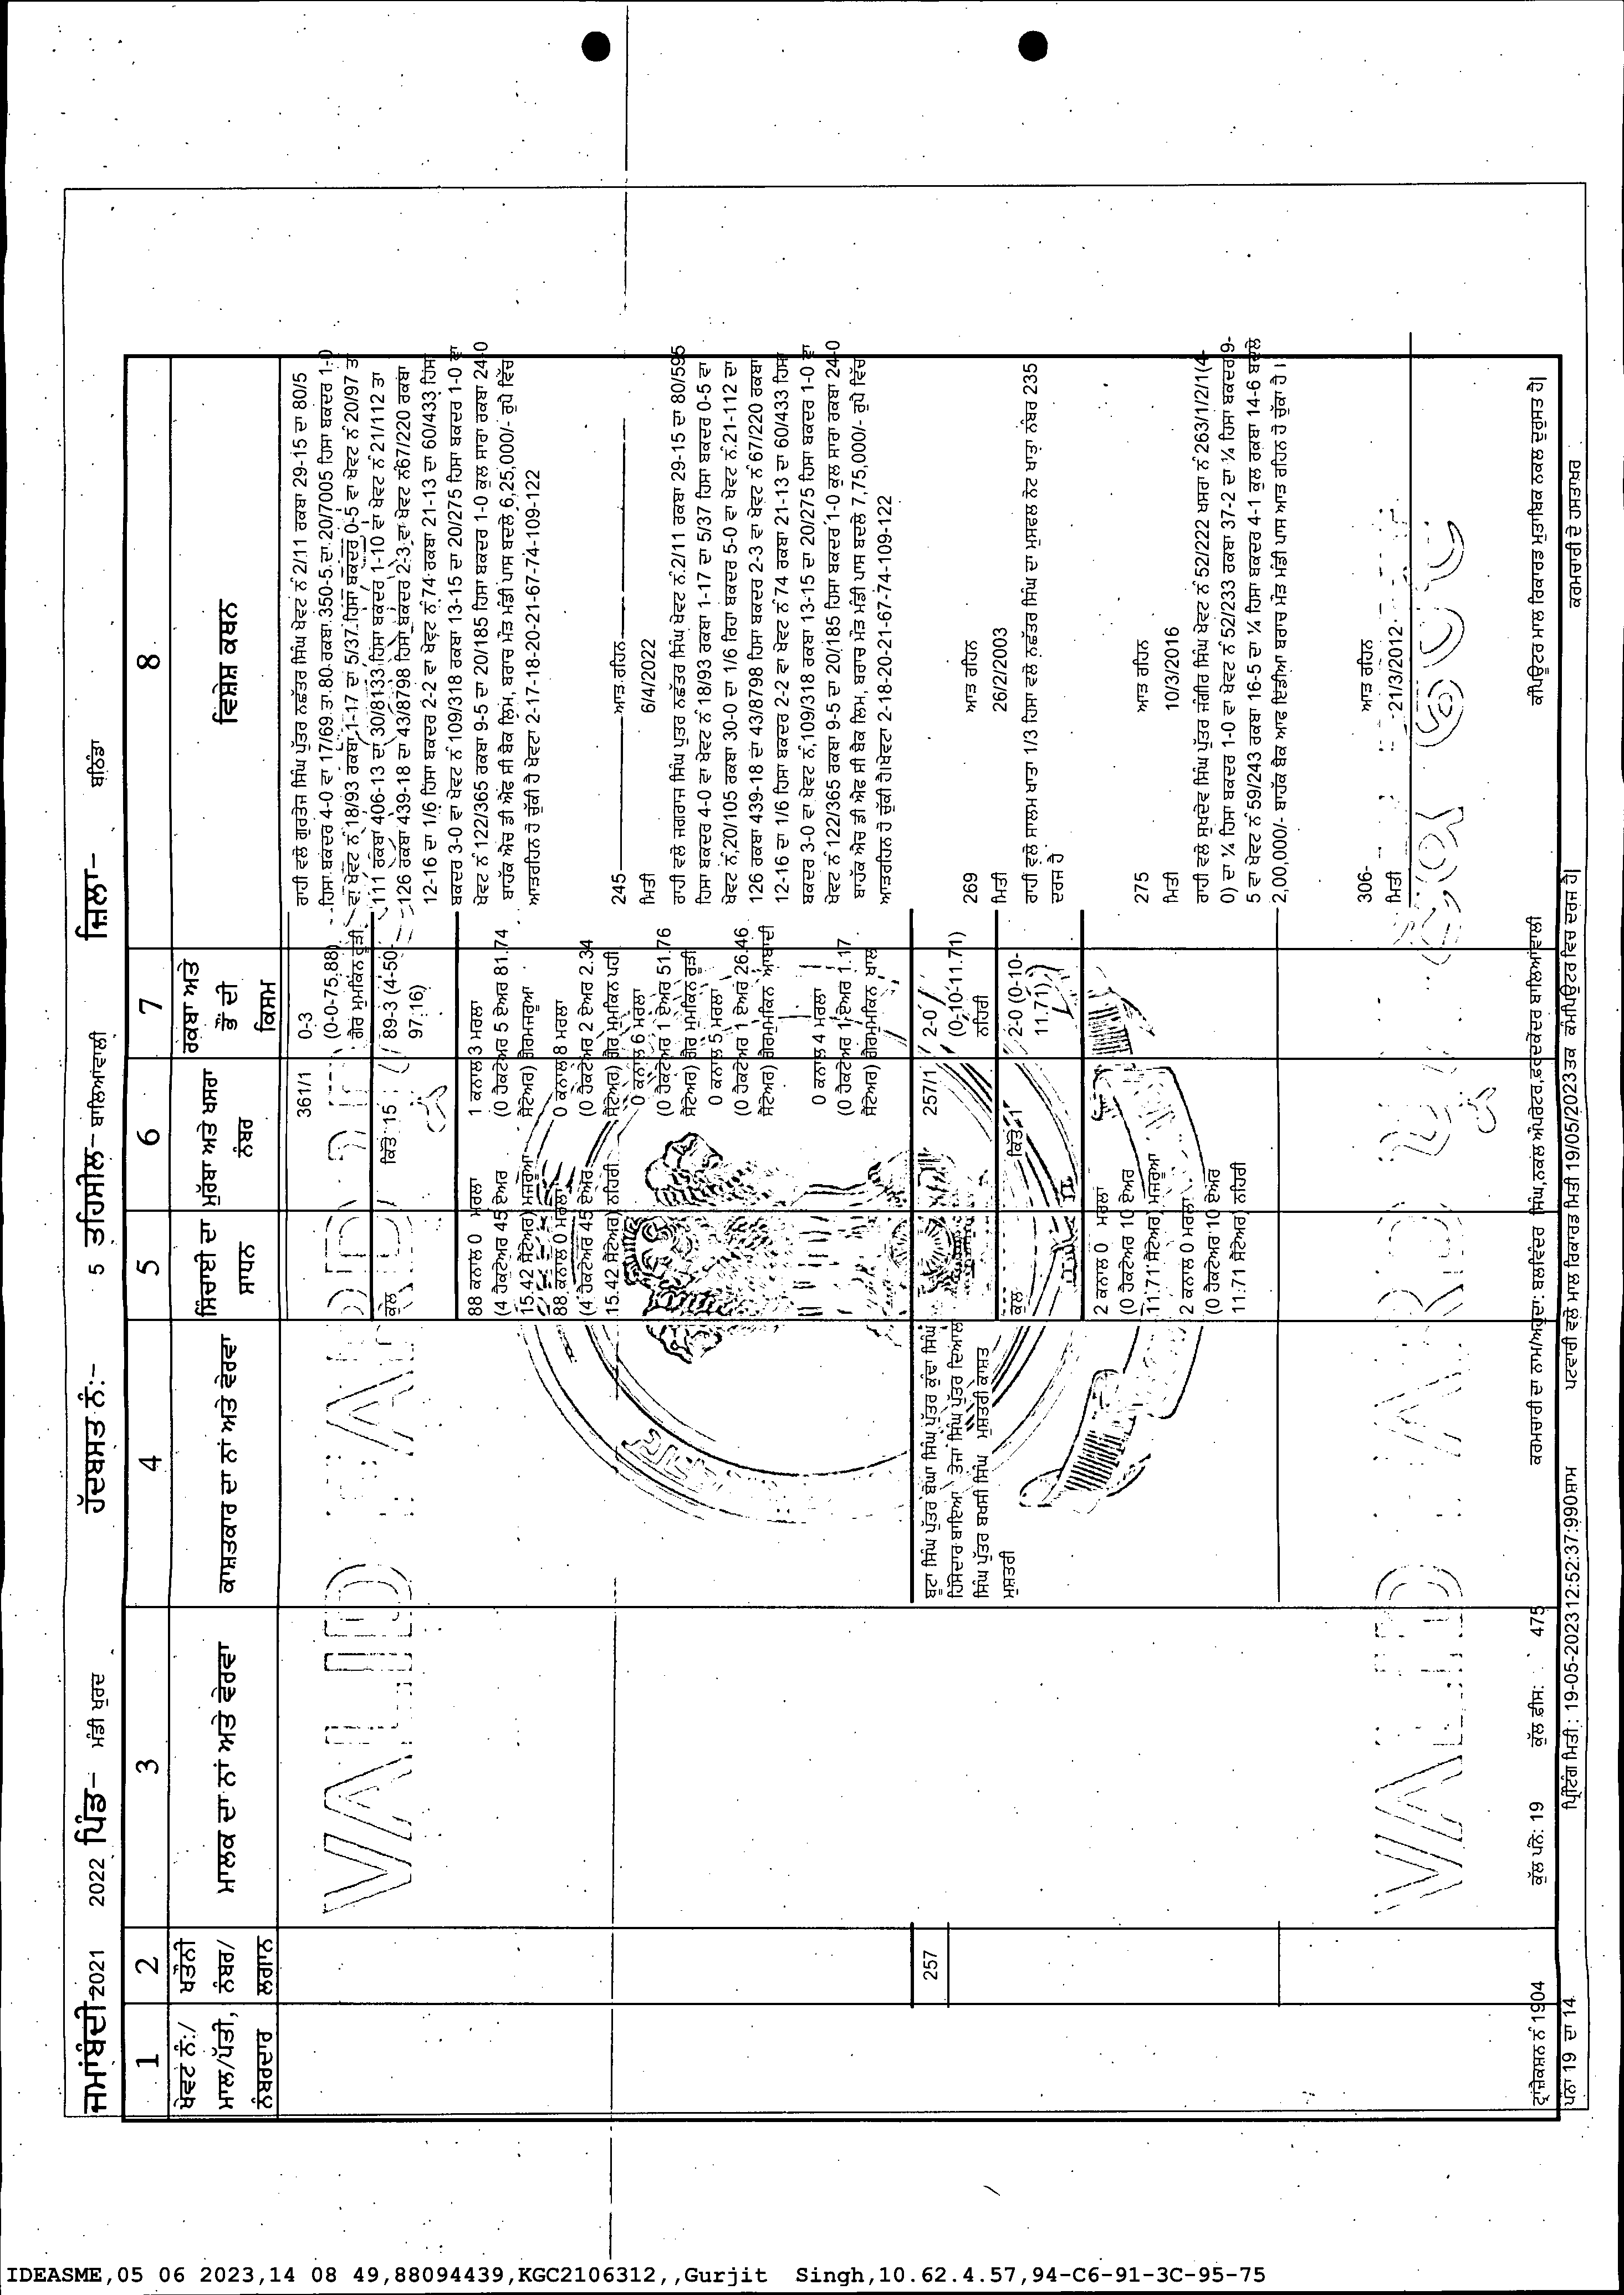 ਜਮਾਂਬੰਦੀ-2021 2022 ਪਿੰਡ- ਮੰਡੀ ਖੁਰਦ ਹੱਦਬਸਤ ਨੰ:- 5 ਤਹਿਸੀਲ- ਬਾਲਿਆਂਵਾਲੀ ਜ਼ਿਲਾ- ਬਠਿੰਡਾ
1 2 3 4 5 6 7 8
ਖੇਵਟ ਨੰ:/
ਮਾਲ/ਪੱਤੀ,
ਨੰਬਰਦਾਰ
ਖਤੌਨੀ
ਨੰਬਰ/
ਲਗਾਨ
ਮਾਲਕ ਦਾ ਨਾਂ ਅਤੇ ਵੇਰਵਾ
ਕਾਸ਼ਤਕਾਰ ਦਾ ਨਾਂ ਅਤੇ ਵੇਰਵਾ
ਸਿੰਚਾਈ ਦਾ
ਸਾਧਨ
ਮੁਰੱਬਾ ਅਤੇ ਖਸਰਾ
ਨੰਬਰ
ਰਕਬਾ ਅਤੇ
ਭੌਂ ਦੀ
ਕਿਸਮ
ਵਿਸ਼ੇਸ਼ ਕਥਨ
361/1
0-3
(0-0-75.88)
ਗੈਰ ਮੁਮਕਿਨ ਰੂੜੀ
ਕੁੱਲ ਕਿੱਤੇ 15 89-3 (4-50-
97.16)
88 ਕਨਾਲ 0 ਮਰਲਾ
(4 ਹੈਕਟੇਅਰ 45 ਏਅਰ
15.42 ਸੈਂਟੇਅਰ) ਮਜਰੂਆ
88 ਕਨਾਲ 0 ਮਰਲਾ
(4 ਹੈਕਟੇਅਰ 45 ਏਅਰ
15.42 ਸੈਂਟੇਅਰ) ਨਹਿਰੀ
1 ਕਨਾਲ 3 ਮਰਲਾ
(0 ਹੈਕਟੇਅਰ 5 ਏਅਰ 81.74
ਸੈਂਟੇਅਰ) ਗੈਰਮਜਰੂਆ
0 ਕਨਾਲ 8 ਮਰਲਾ
(0 ਹੈਕਟੇਅਰ 2 ਏਅਰ 2.34
ਸੈਂਟੇਅਰ) ਗੈਰ ਮੁਮਕਿਨ ਪਹੀ
0 ਕਨਾਲ 6 ਮਰਲਾ
(0 ਹੈਕਟੇਅਰ 1 ਏਅਰ 51.76
ਸੈਂਟੇਅਰ) ਗੈਰ ਮੁਮਕਿਨ ਰੂੜੀ
0 ਕਨਾਲ 5 ਮਰਲਾ
(0 ਹੈਕਟੇਅਰ 1 ਏਅਰ 26.46
ਸੈਂਟੇਅਰ) ਗੈਰਮੁਮਕਿਨ ਆਬਾਦੀ
0 ਕਨਾਲ 4 ਮਰਲਾ
(0 ਹੈਕਟੇਅਰ 1 ਏਅਰ 1.17
ਸੈਂਟੇਅਰ) ਗੈਰਮੁਮਕਿਨ ਖਾਲ
ਰਾਹੀ ਵਲੋਂ ਗੁਰਤੇਜ ਸਿੰਘ ਪੁੱਤਰ ਨਛੱਤਰ ਸਿੰਘ ਖੇਵਟ ਨੰ 2/11 ਰਕਬਾ 29-15 ਦਾ 80/5
ਹਿਸਾ ਬਕਦਰ 4-0 ਵਾ 17/69 ਤਾ 80 ਰਕਬਾ 350-5 ਦਾ 20/7005 ਹਿਸਾ ਬਕਦਰ 1-0
ਵਾ ਖੇਵਟ ਨੰ 18/93 ਰਕਬਾ 1-17 ਦਾ 5/37 ਹਿਸਾ ਬਕਦਰ 0-5 ਵਾ ਖੇਵਟ ਨੰ 20/97 ਤਾ
111 ਰਕਬਾ 406-13 ਦਾ 30/8133 ਹਿਸਾ ਬਕਦਰ 1-10 ਵਾ ਖੇਵਟ ਨੰ 21/112 ਤਾ
126 ਰਕਬਾ 439-18 ਦਾ 43/8798 ਹਿਸਾ ਬਕਦਰ 2-3 ਵਾ ਖੇਵਟ ਨੰ67/220 ਰਕਬਾ
12-16 ਦਾ 1/6 ਹਿਸਾ ਬਕਦਰ 2-2 ਵਾ ਖੇਵਟ ਨੰ 74 ਰਕਬਾ 21-13 ਦਾ 60/433 ਹਿਸਾ
ਬਕਦਰ 3-0 ਵਾ ਖੇਵਟ ਨੰ 109/318 ਰਕਬਾ 13-15 ਦਾ 20/275 ਹਿਸਾ ਬਕਦਰ 1-0 ਵਾ
ਖੇਵਟ ਨੰ 122/365 ਰਕਬਾ 9-5 ਦਾ 20/185 ਹਿਸਾ ਬਕਦਰ 1-0 ਕੁਲ ਸਾਰਾ ਰਕਬਾ 24-0
ਬਾਹੱਕ ਐਚ ਡੀ ਐਫ ਸੀ ਬੈਂਕ ਲਿਮ, ਬਰਾਚ ਮੌੜ ਮੰਡੀ ਪਾਸ ਬਦਲੇ 6,25,000/- ਰੁਪੈ ਵਿੱਚ
ਆੜਰਹਿਨ ਹੋ ਚੁੱਕੀ ਹੈ ਖੇਵਟਾ 2-17-18-20-21-67-74-109-122
245 ਆੜ ਰਹਿਨ
ਮਿਤੀ 6/4/2022
ਰਾਹੀ ਵਲੋਂ ਜਗਰਾਜ ਸਿੰਘ ਪੁਤਰ ਨਛੱਤਰ ਸਿੰਘ ਖੇਵਟ ਨੰ.2/11 ਰਕਬਾ 29-15 ਦਾ 80/595
ਹਿਸਾ ਬਕਦਰ 4-0 ਵਾ ਖੇਵਟ ਨੰ 18/93 ਰਕਬਾ 1-17 ਦਾ 5/37 ਹਿਸਾ ਬਕਦਰ 0-5 ਵਾ
ਖੇਵਟ ਨੰ,20/105 ਰਕਬਾ 30-0 ਦਾ 1/6 ਹਿਸਾ ਬਕਦਰ 5-0 ਵਾ ਖੇਵਟ ਨੰ.21-112 ਦਾ
126 ਰਕਬਾ 439-18 ਦਾ 43/8798 ਹਿਸਾ ਬਕਦਰ 2-3 ਵਾ ਖੇਵਟ ਨੰ 67/220 ਰਕਬਾ
12-16 ਦਾ 1/6 ਹਿਸਾ ਬਕਦਰ 2-2 ਵਾ ਖੇਵਟ ਨੰ 74 ਰਕਬਾ 21-13 ਦਾ 60/433 ਹਿਸਾ
ਬਕਦਰ 3-0 ਵਾ ਖੇਵਟ ਨੰ,109/318 ਰਕਬਾ 13-15 ਦਾ 20/275 ਹਿਸਾ ਬਕਦਰ 1-0 ਵਾ
ਖੇਵਟ ਨੰ 122/365 ਰਕਬਾ 9-5 ਦਾ 20/185 ਹਿਸਾ ਬਕਦਰ 1-0 ਕੁਲ ਸਾਰਾ ਰਕਬਾ 24-0
ਬਾਹੱਕ ਐਚ ਡੀ ਐਫ ਸੀ ਬੈਂਕ ਲਿਮ, ਬਰਾਚ ਮੌੜ ਮੰਡੀ ਪਾਸ ਬਦਲੇ 7,75,000/- ਰੁਪੈ ਵਿੱਚ
ਆੜਰਹਿਨ ਹੋ ਚੁੱਕੀ ਹੈ।ਖੇਵਟਾ 2-18-20-21-67-74-109-122
257
ਬੂਟਾ ਸਿੰਘ ਪੁੱਤਰ ਬੋਘਾ ਸਿੰਘ ਪੁੱਤਰ ਕੁੰਢਾ ਸਿੰਘ
ਹਿੱਸੇਦਾਰ ਬਾਇਆ ਤੇਜਾ ਸਿੰਘ ਪੁੱਤਰ ਦਿਆਲ
ਸਿੰਘ ਪੁੱਤਰ ਬਖਸੀ ਸਿੰਘ ਮੁਸ਼ਤਰੀ ਕਾਸ਼ਤ
ਮੁਸ਼ਤਰੀ
257/1 2-0
(0-10-11.71)
ਨਹਿਰੀ
ਕੁੱਲ ਕਿੱਤੇ 1 2-0 (0-10-
11.71)
2 ਕਨਾਲ 0 ਮਰਲਾ
(0 ਹੈਕਟੇਅਰ 10 ਏਅਰ
11.71 ਸੈਂਟੇਅਰ) ਮਜਰੂਆ
2 ਕਨਾਲ 0 ਮਰਲਾ
(0 ਹੈਕਟੇਅਰ 10 ਏਅਰ
11.71 ਸੈਂਟੇਅਰ) ਨਹਿਰੀ
269 ਆੜ ਰਹਿਨ
ਮਿਤੀ 26/2/2003
ਰਾਹੀ ਵਲੋਂ ਸਾਲਮ ਖਾਤਾ 1/3 ਹਿਸਾ ਵਲੋਂ ਨਛੱਤਰ ਸਿੰਘ ਦਾ ਮੁਸਫਲ ਨੋਟ ਖਾਤਾ ਨੰਬਰ 235
ਦਰਜ ਹੈ
275 ਆੜ ਰਹਿਨ
ਮਿਤੀ 10/3/2016
ਰਾਹੀ ਵਲੋਂ ਸੁਖਦੇਵ ਸਿੰਘ ਪੁੱਤਰ ਜੰਗੀਰ ਸਿੰਘ ਖੇਵਟ ਨੰ 52/222 ਖਸਰਾ ਨੰ 263/1/2/1(4-
0) ਦਾ ¼ ਹਿਸਾ ਬਕਦਰ 1-0 ਵਾ ਖੇਵਟ ਨੰ 52/233 ਰਕਬਾ 37-2 ਦਾ ¼ ਹਿਸਾ ਬਕਦਰ 9-
5 ਵਾ ਖੇਵਟ ਨੰ 59/243 ਰਕਬਾ 16-5 ਦਾ ¼ ਹਿਸਾ ਬਕਦਰ 4-1 ਕੁਲ ਰਕਬਾ 14-6 ਬਦਲੇ
2,00,000/- ਬਾਹੱਕ ਬੈਂਕ ਆਫ ਇੰਡੀਆ ਬਰਾਚ ਮੌੜ ਮੰਡੀ ਪਾਸ ਆੜ ਰਹਿਨ ਹੋ ਚੁੱਕਾ ਹੈ।
306- ਆੜ ਰਹਿਨ
ਮਿਤੀ 21/3/2012
VALID FARD
VALID FARD
ਟ੍ਰਾਂਜੈਕਸ਼ਨ ਨੰ 1904 ਕੁੱਲ ਪੰਨੇ: 19 ਕੁੱਲ ਫ਼ੀਸ: 475 ਕਰਮਚਾਰੀ ਦਾ ਨਾਮ/ਅਹੁਦਾ: ਬਲਵਿੰਦਰ ਸਿੰਘ,ਨਕਲ ਅਪਰੇਟਰ,ਫ਼ਰਦਕੇਂਦਰ ਬਾਲਿਆਂਵਾਲੀ ਕੰਪਿਊਟਰ ਮਾਲ ਰਿਕਾਰਡ ਮੁਤਾਬਿਕ ਨਕਲ ਦਰੁਸਤ ਹੈ|
ਪੰਨਾ 19 ਦਾ 14 ਪ੍ਰਿੰਟਿੰਗ ਮਿਤੀ : 19-05-2023 12:52:37:990ਸ਼ਾਮ ਪਟਵਾਰੀ ਵਲੋਂ ਮਾਲ ਰਿਕਾਰਡ ਮਿਤੀ 19/05/2023ਤਕ ਕੰਮਪਿਊਟਰ ਵਿਚ ਦਰਜ ਹੈ| ਕਰਮਚਾਰੀ ਦੇ ਹਸਤਾਖ਼ਰ
IDEASME,05 06 2023,14 08 49,88094439,KGC2106312,,Gurjit Singh,10.62.4.57,94-C6-91-3C-95-75